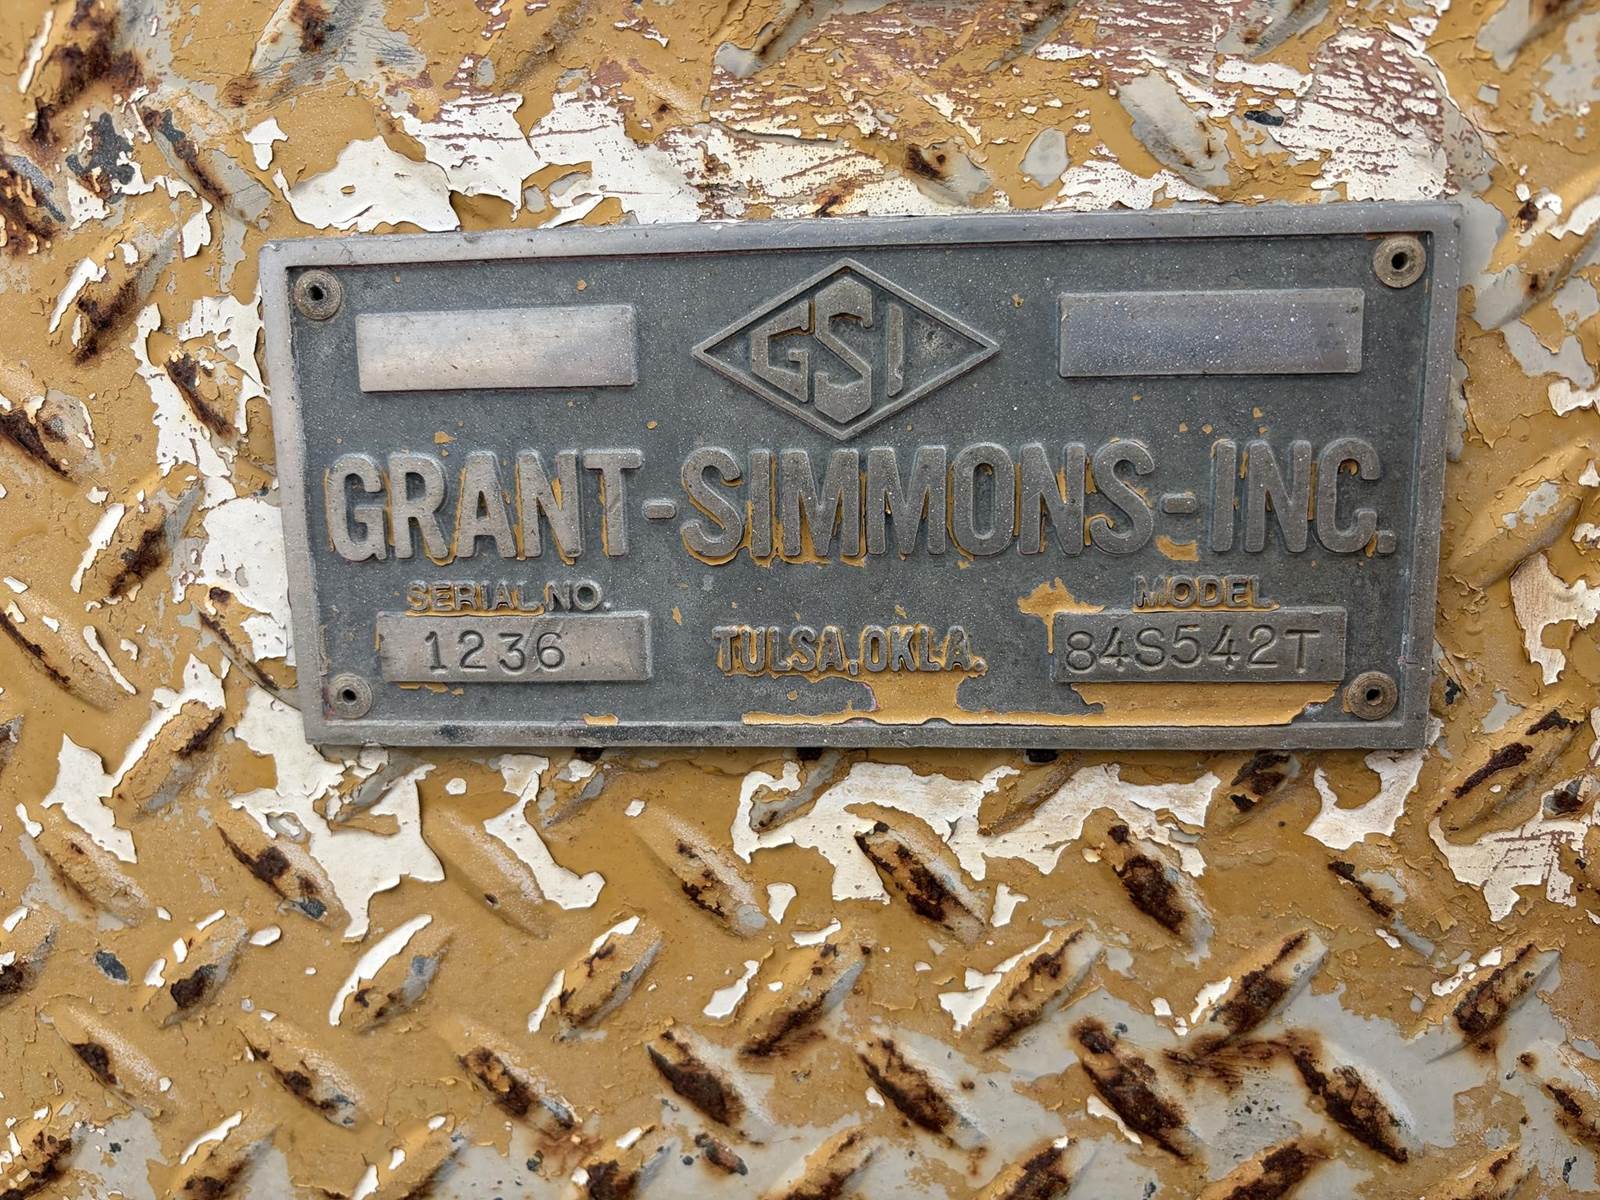 GSI
GRANT-SIMMONS-INC.
SERIAL NO.
1236
TULSA, OKLA.
MODEL
84S542T